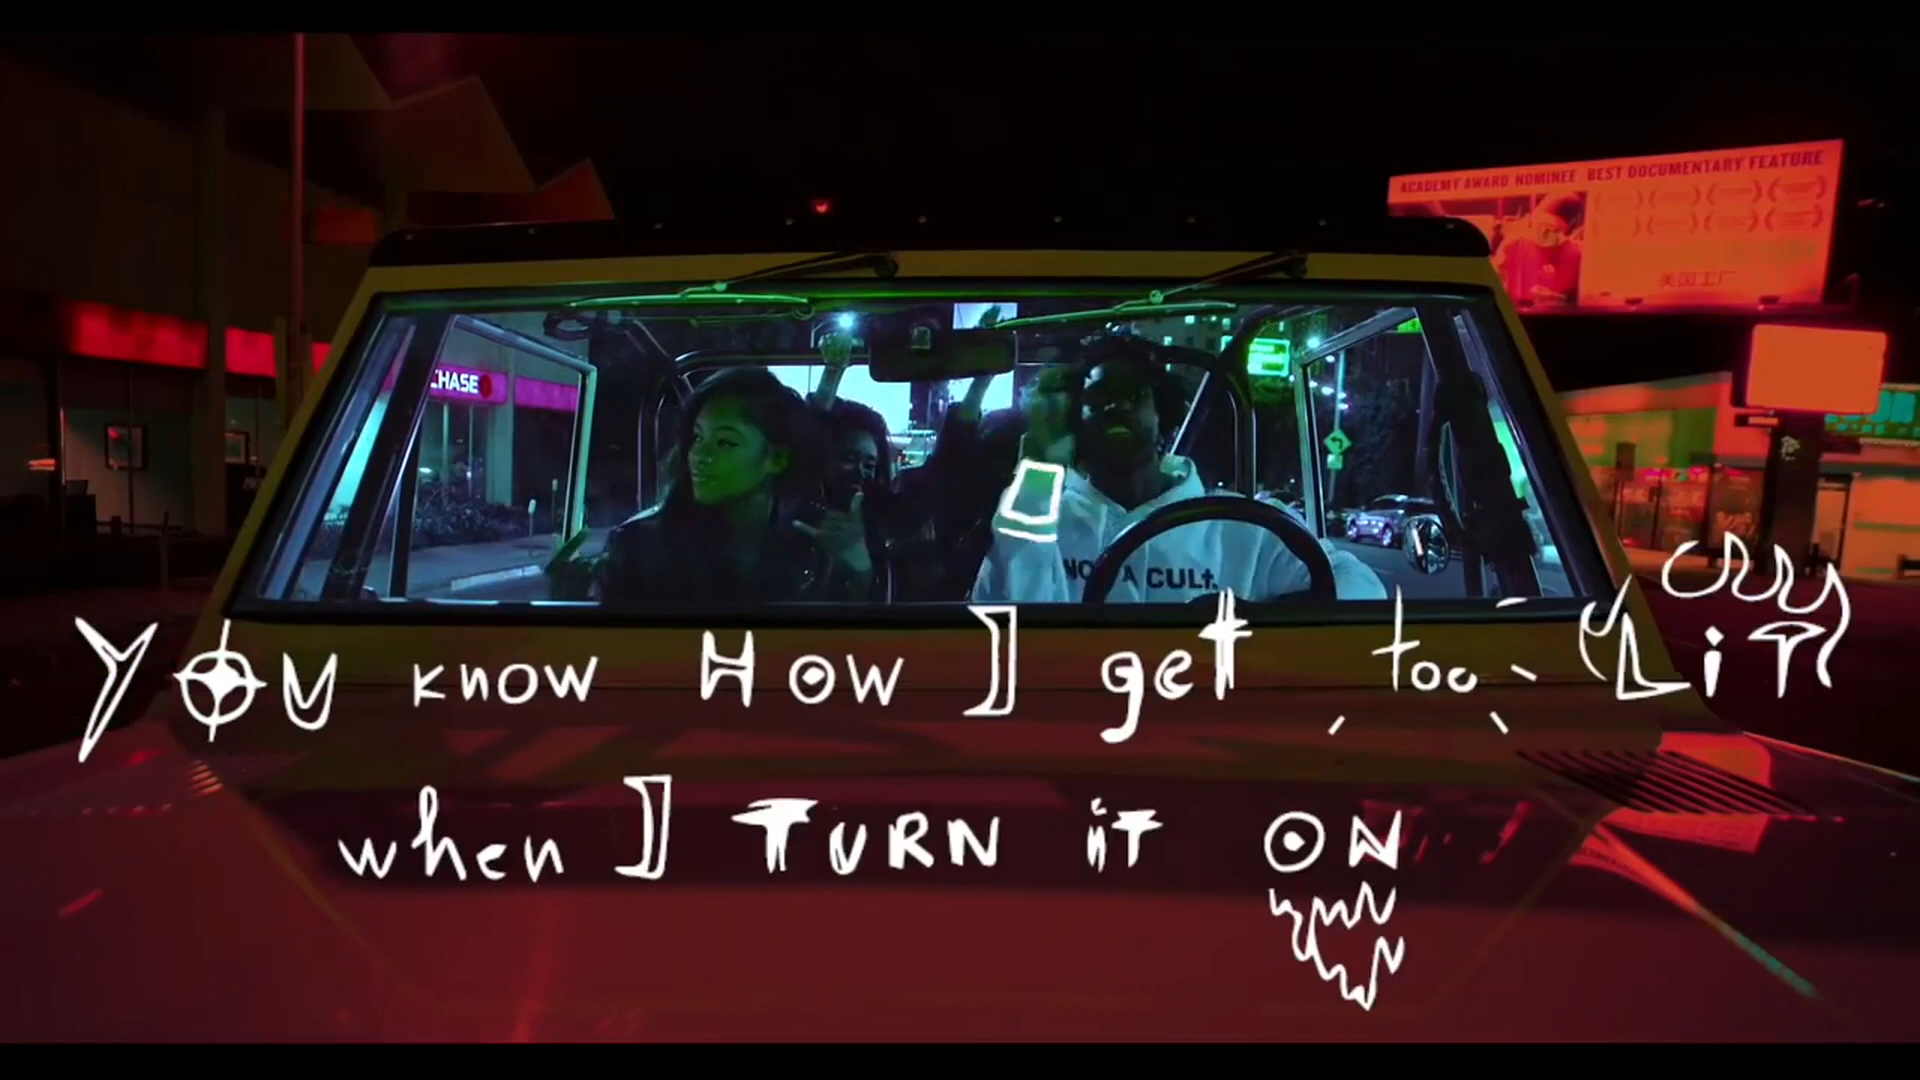 ACADEMY AWARD NOMINEE BEST DOCUMENTARY FEATURE
美国工厂
CHASE
NOT A CULt.
YOU know HOW I get too LiT
when I TURN iT ON